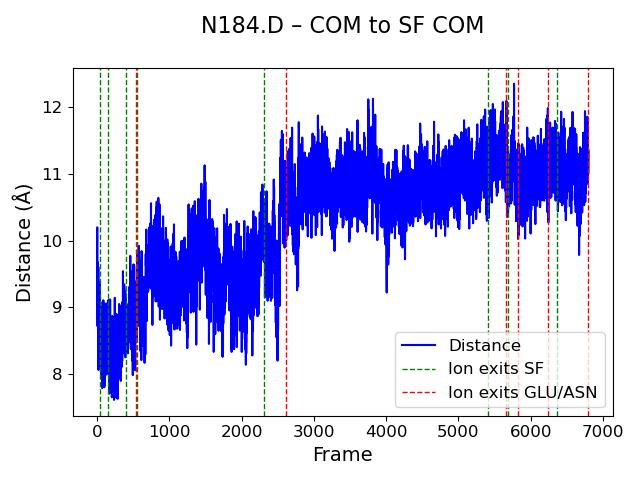 N184.D – COM to SF COM
Distance (Å)
12
11
10
9
8
Distance
Ion exits SF
Ion exits GLU/ASN
0 1000 2000 3000 4000 5000 6000 7000
Frame